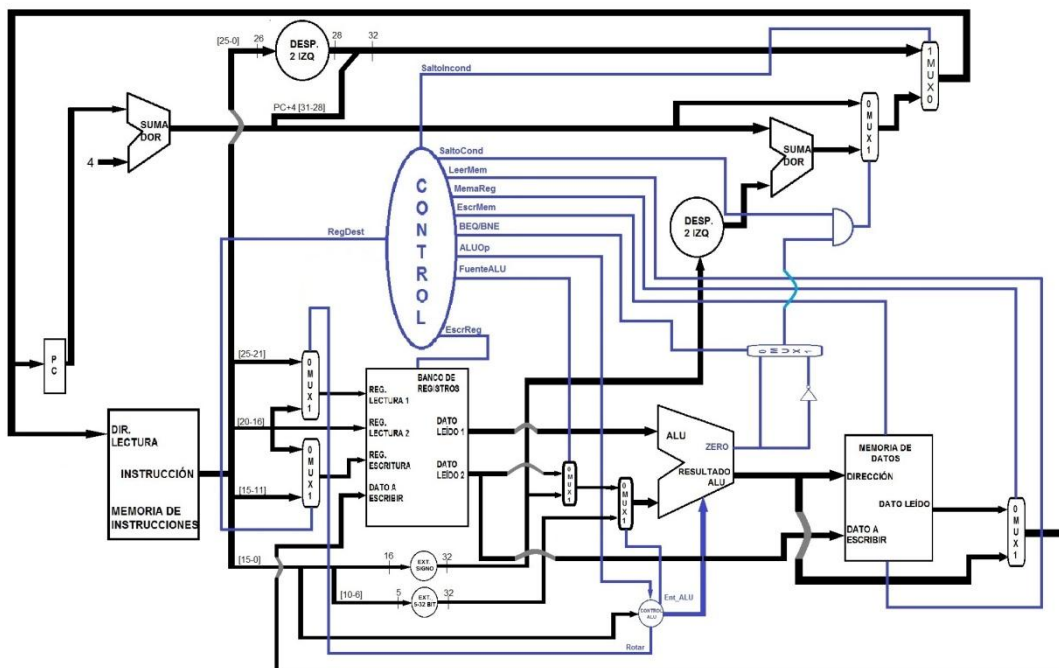 [25-0]
26
DESP.
2 IZQ
28
32
SaltoIncond
1
MUX
0
PC+4 [31-28]
SUMA
DOR
4
0
MUX
1
SUMA
DOR
SaltoCond
LeerMem
MemaReg
EscrMem
BEQ/BNE
ALUOp
FuenteALU
EscrReg
CONTROL
RegDest
DESP.
2 IZQ
PC
[25-21]
0
MUX
1
[20-16]
0
MUX
1
[15-11]
BANCO DE
REGISTROS
REG.
LECTURA 1
REG.
LECTURA 2
REG.
ESCRITURA
DATO A
ESCRIBIR
DATO
LEÍDO 1
DATO
LEÍDO 2
0
MUX
1
0
MUX
1
0
MUX
1
ALU
ZERO
RESULTADO
ALU
MEMORIA DE
DATOS
DIRECCIÓN
DATO LEÍDO
DATO A
ESCRIBIR
0
MUX
1
DIR.
LECTURA
INSTRUCCIÓN
MEMORIA DE
INSTRUCCIONES
[15-0]
16
EXT.
SIGNO
32
[10-6]
5
EXT.
5-32 BIT
32
CONTROL
ALU
Ent_ALU
Rotar